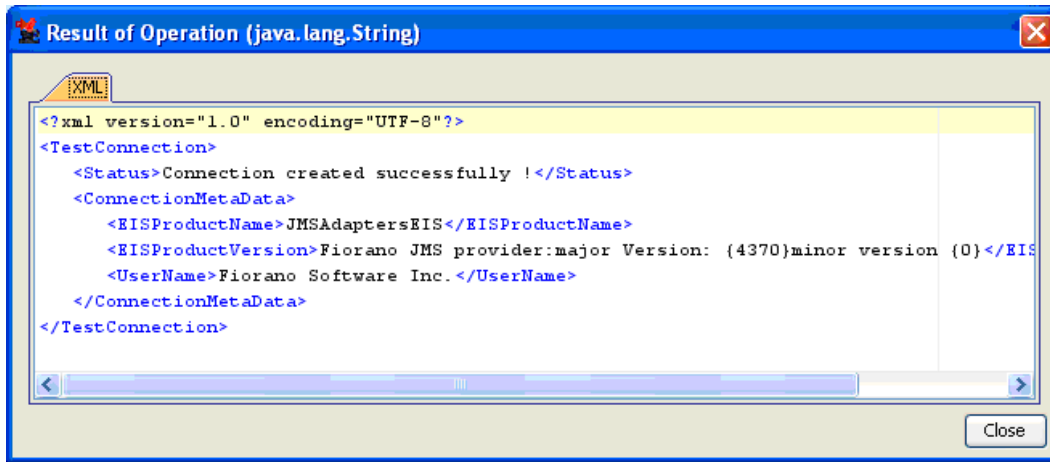 Result of Operation (java.lang.String)
XML
<?xml version="1.0" encoding="UTF-8"?>
<TestConnection>
<Status>Connection created successfully !</Status>
<ConnectionMetaData>
<EISProductName>JMSAdaptersEIS</EISProductName>
<EISProductVersion>Fiorano JMS provider:major Version: {4370}minor version {0}</EIS
<UserName>Fiorano Software Inc.</UserName>
</ConnectionMetaData>
</TestConnection>
Close